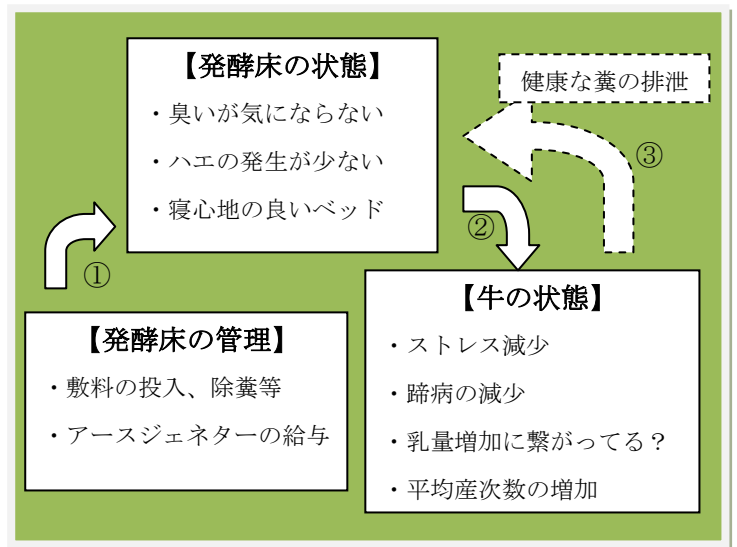 【発酵床の状態】
・臭いが気にならない
・ハエの発生が少ない
・寝心地の良いベッド
健康な糞の排泄
③
②
①
【発酵床の管理】
・敷料の投入、除糞等
・アースジェネターの給与
【牛の状態】
・ストレス減少
・蹄病の減少
・乳量増加に繋がってる？
・平均産次数の増加